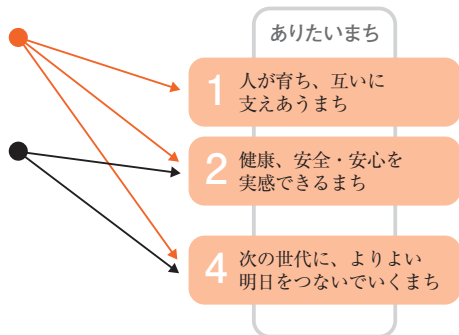 ありたいまち
1 人が育ち、互いに
支えあうまち
2 健康、安全・安心を
実感できるまち
4 次の世代に、よりよい
明日をつないでいくまち